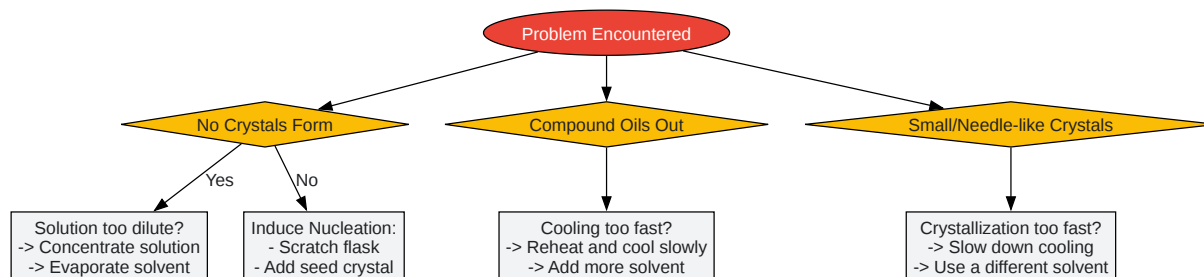 Problem Encountered
No Crystals Form
Compound Oils Out
Small/Needle-like Crystals
Yes
No
Solution too dilute?
-> Concentrate solution
-> Evaporate solvent
Induce Nucleation:
- Scratch flask
- Add seed crystal
Cooling too fast?
-> Reheat and cool slowly
-> Add more solvent
Crystallization too fast?
-> Slow down cooling
-> Use a different solvent